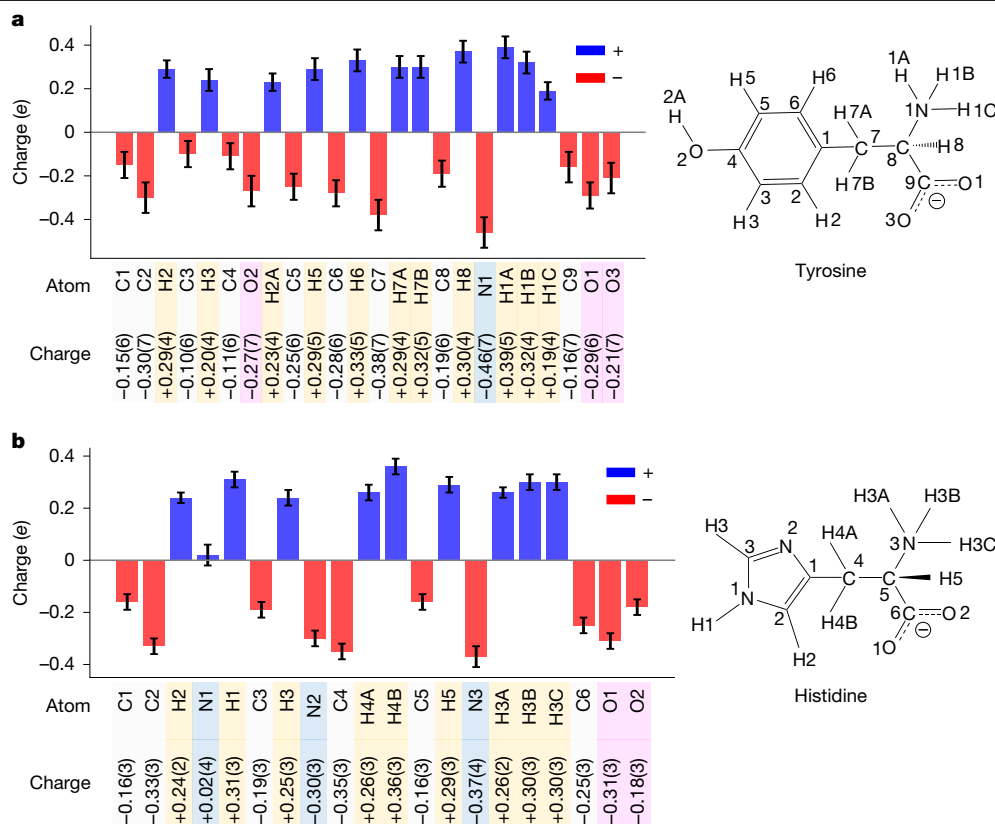 a
0.4
0.2
0
−0.2
−0.4
Charge (e)
+
−
Atom
C1 C2 H2 C3 H3 C4 O2 H2A C5 H5 C6 H6 C7 H7A H7B C8 H8 N1 H1A H1B H1C C9 O1 O3
Charge
−0.15(6) −0.30(7) +0.29(4) −0.10(6) +0.20(4) −0.11(6) −0.27(7) +0.23(4) −0.25(6) +0.29(5) −0.28(6) +0.33(5) −0.38(7) +0.29(4) +0.32(5) −0.19(6) +0.30(4) −0.46(7) +0.39(5) +0.32(4) +0.19(4) −0.16(7) −0.29(6) −0.21(7)
1A
H H1B
2A H5 H6 H7A 1N H1C
H 5 6 1 C7 C H8
2O 4 8
3 2 H7B 9C O1
H3 H2 3O ⊖
Tyrosine
b
0.4
0.2
0
−0.2
−0.4
Charge (e)
+
−
Atom
C1 C2 H2 N1 H1 C3 H3 N2 C4 H4A H4B C5 H5 N3 H3A H3B H3C C6 O1 O2
Charge
−0.16(3) −0.33(3) +0.24(2) +0.02(4) +0.31(3) −0.19(3) +0.25(3) −0.30(3) −0.35(3) +0.26(3) +0.36(3) −0.16(3) +0.29(3) −0.37(4) +0.26(2) +0.30(3) +0.30(3) −0.25(3) −0.31(3) −0.18(3)
H3A H3B
H3 2 H4A 3N H3C
3 N 1 4 C H5
1 N 5
H1 2 H4B 6C O2
H2 1O ⊖
Histidine